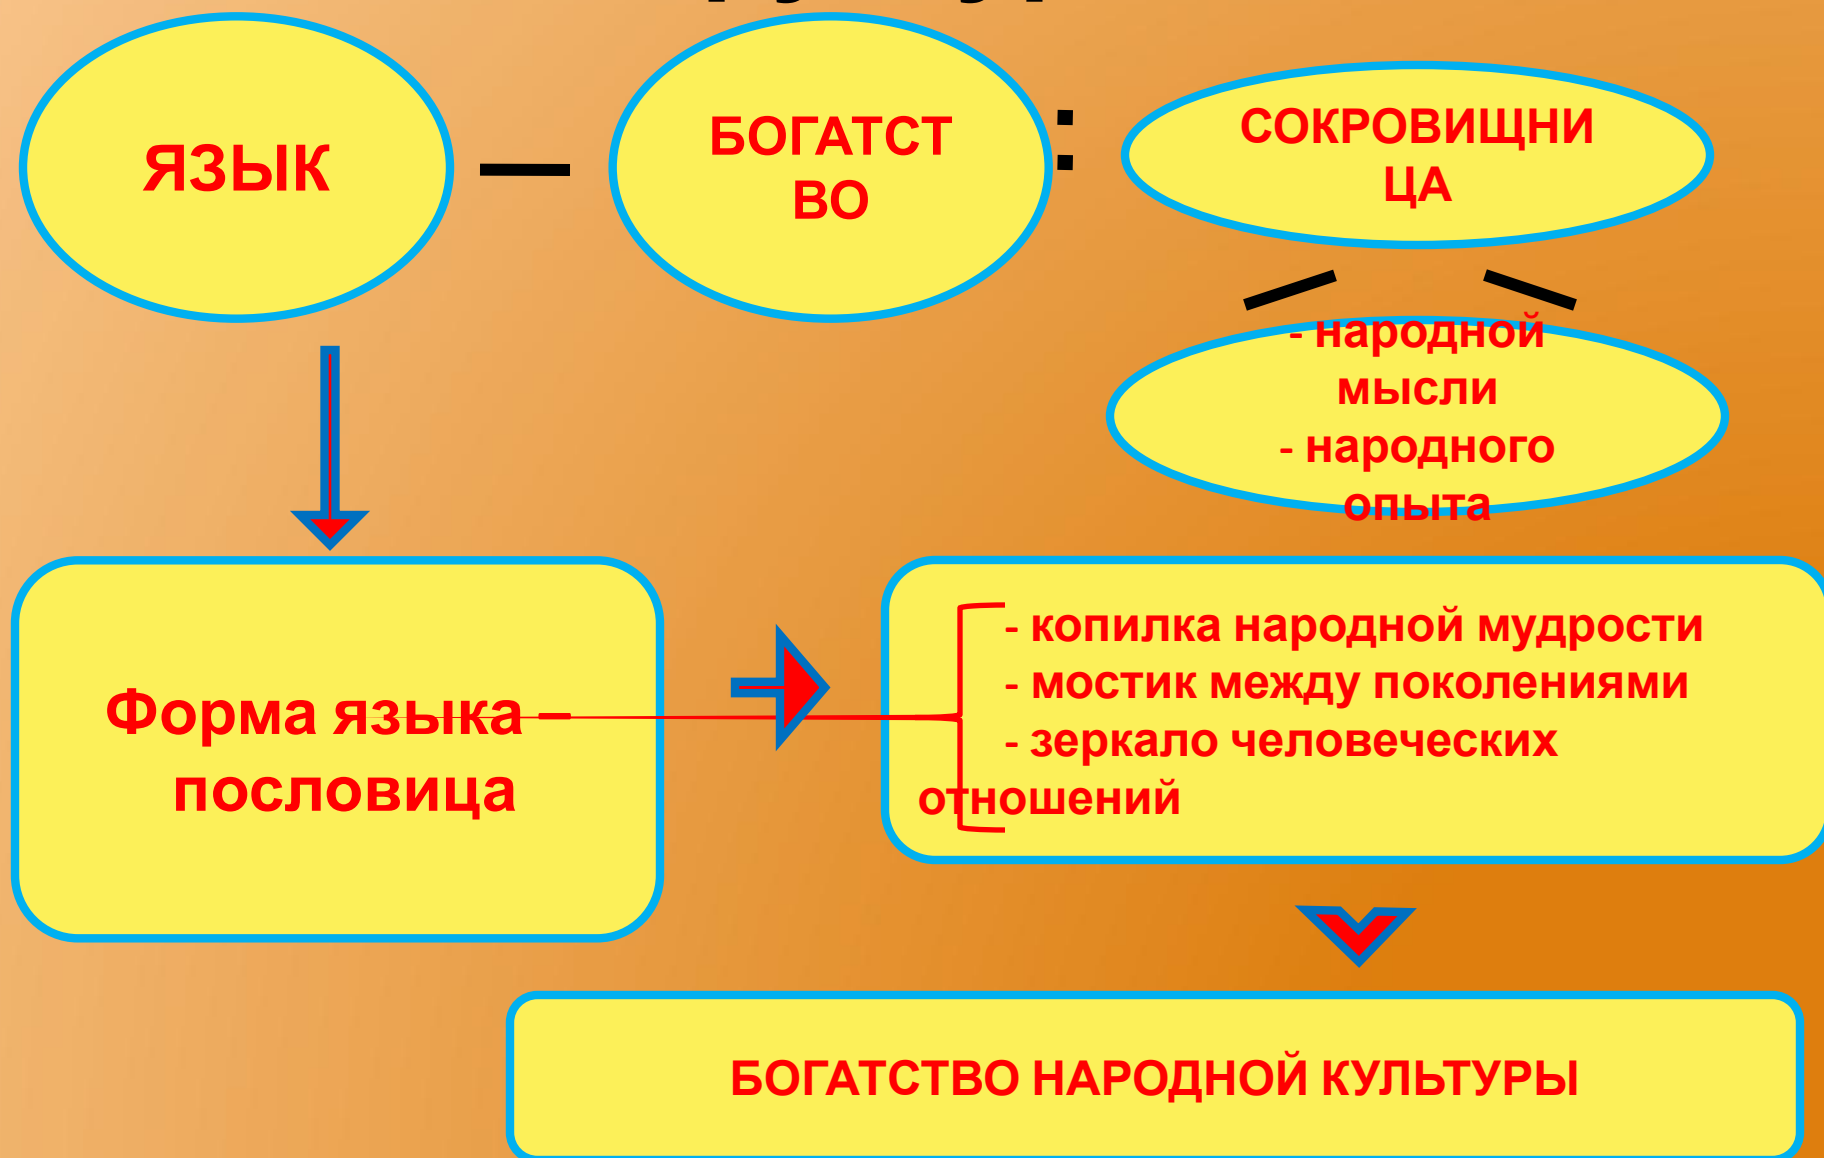 ЯЗЫК
—
БОГАТСТ
ВО
:
СОКРОВИЩНИ
ЦА
- народной
мысли
- народного
опыта
Форма языка –
пословица
- копилка народной мудрости
- мостик между поколениями
- зеркало человеческих
отношений
БОГАТСТВО НАРОДНОЙ КУЛЬТУРЫ